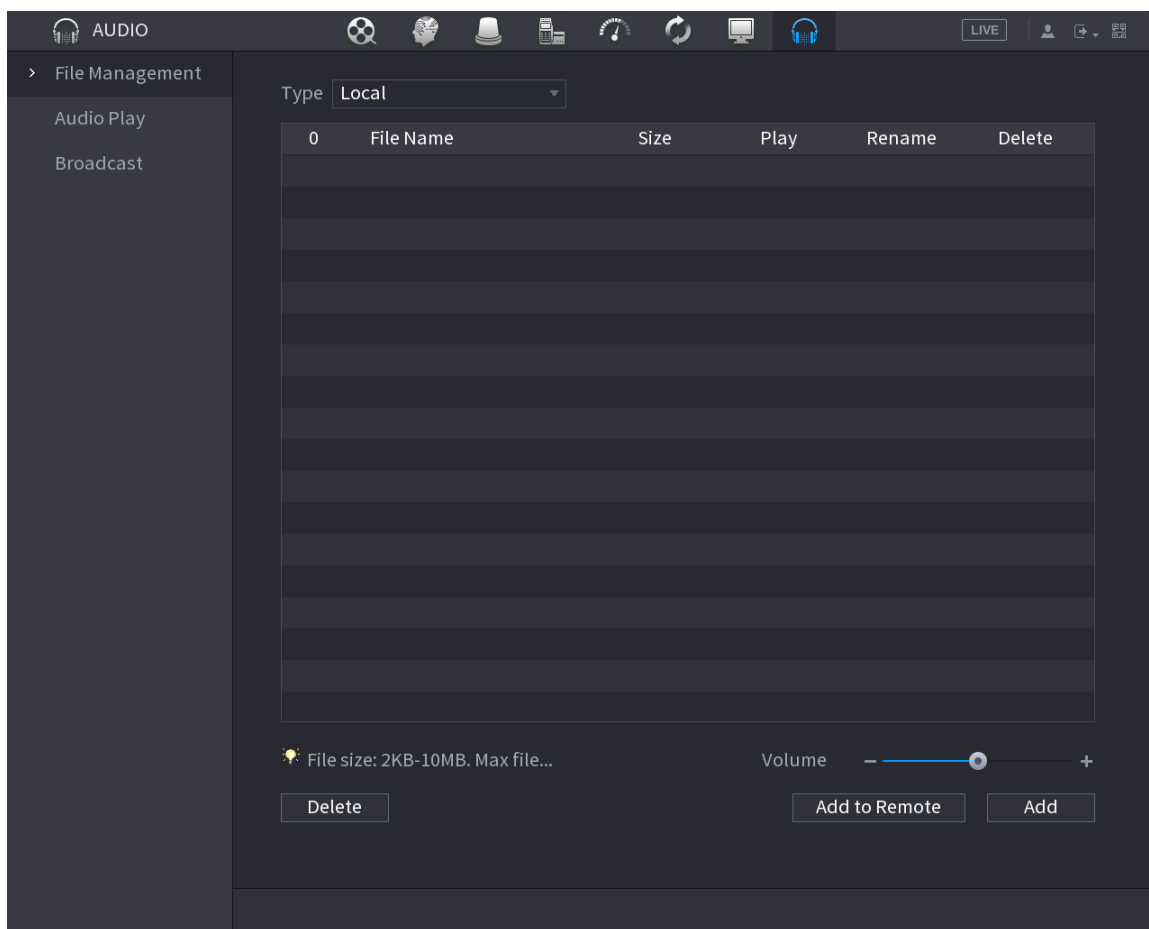 AUDIO
LIVE
File Management
Audio Play
Broadcast
Type Local
0 File Name Size Play Rename Delete
File size: 2KB-10MB. Max file...
Volume − +
Delete Add to Remote Add